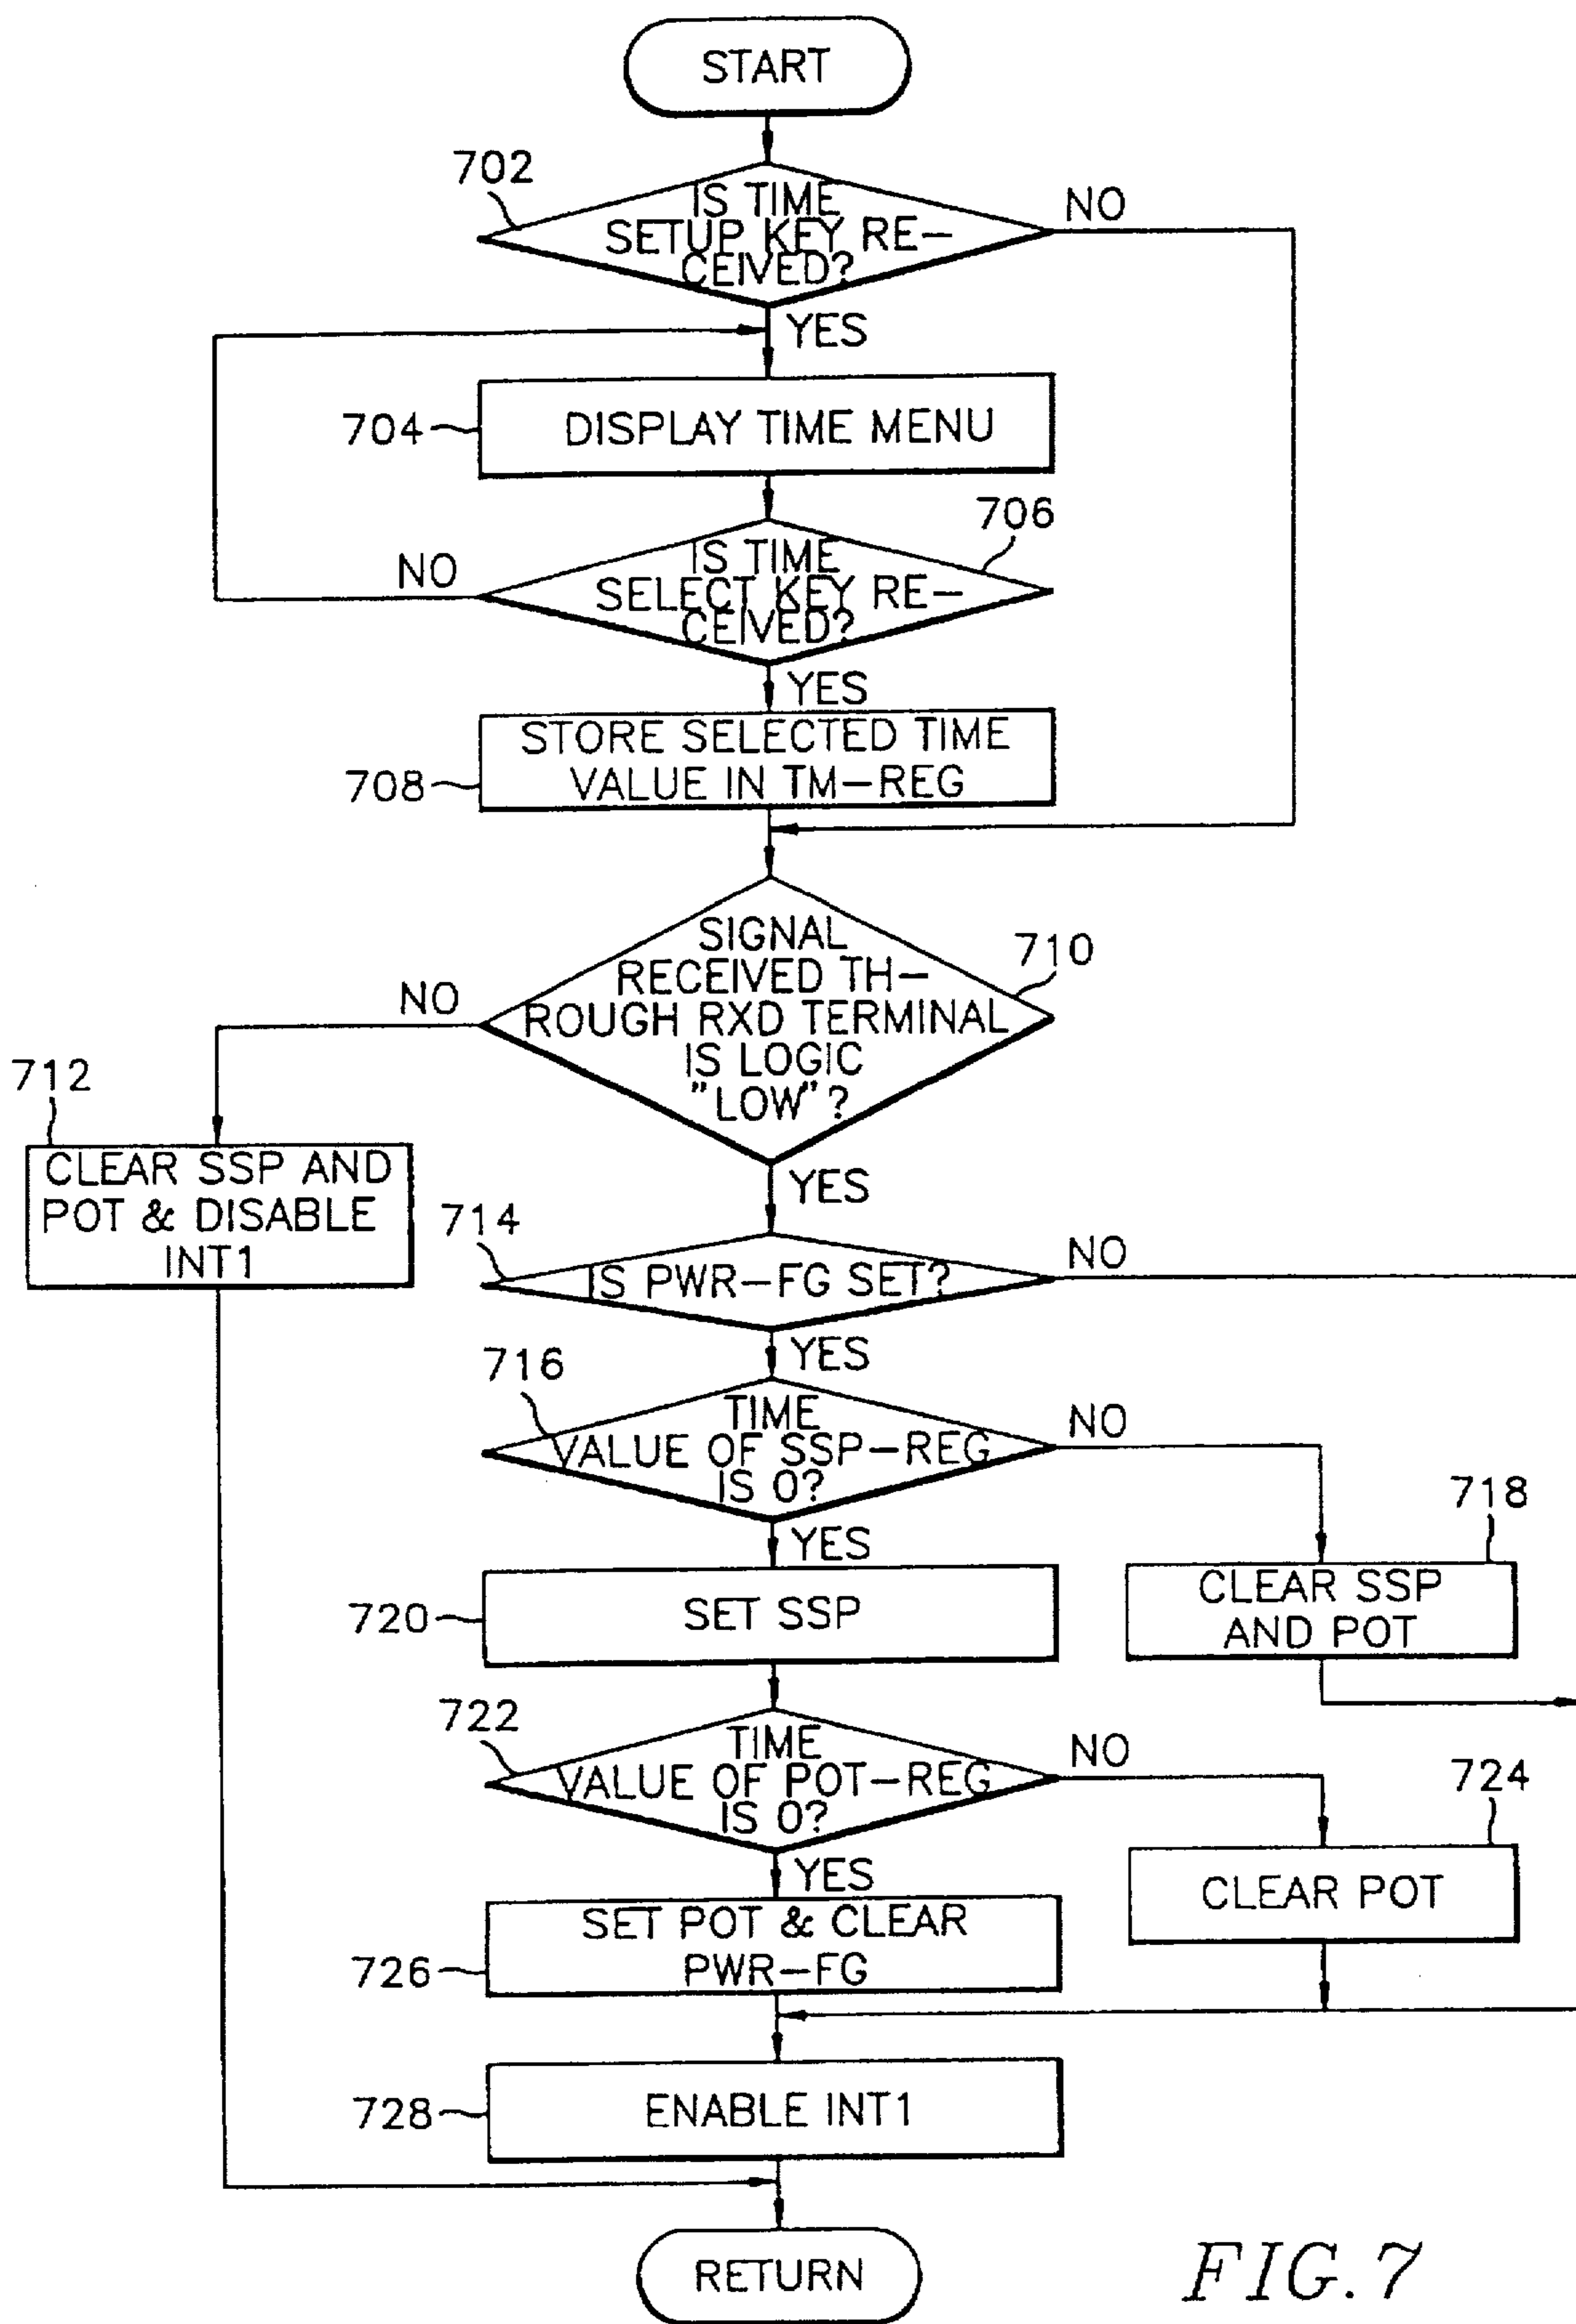 START
702
IS TIME
SETUP KEY RE-
CEIVED?
NO
YES
704
DISPLAY TIME MENU
706
IS TIME
SELECT KEY RE-
CEIVED?
NO
YES
708
STORE SELECTED TIME
VALUE IN TM-REG
710
SIGNAL
RECEIVED TH-
ROUGH RXD TERMINAL
IS LOGIC
"LOW"?
NO
712
CLEAR SSP AND
POT & DISABLE
INT1
YES
714
IS PWR-FG SET?
NO
YES
716
TIME
VALUE OF SSP-REG
IS 0?
NO
718
CLEAR SSP
AND POT
YES
720
SET SSP
722
TIME
VALUE OF POT-REG
IS 0?
NO
724
CLEAR POT
YES
726
SET POT & CLEAR
PWR-FG
728
ENABLE INT1
RETURN
FIG. 7